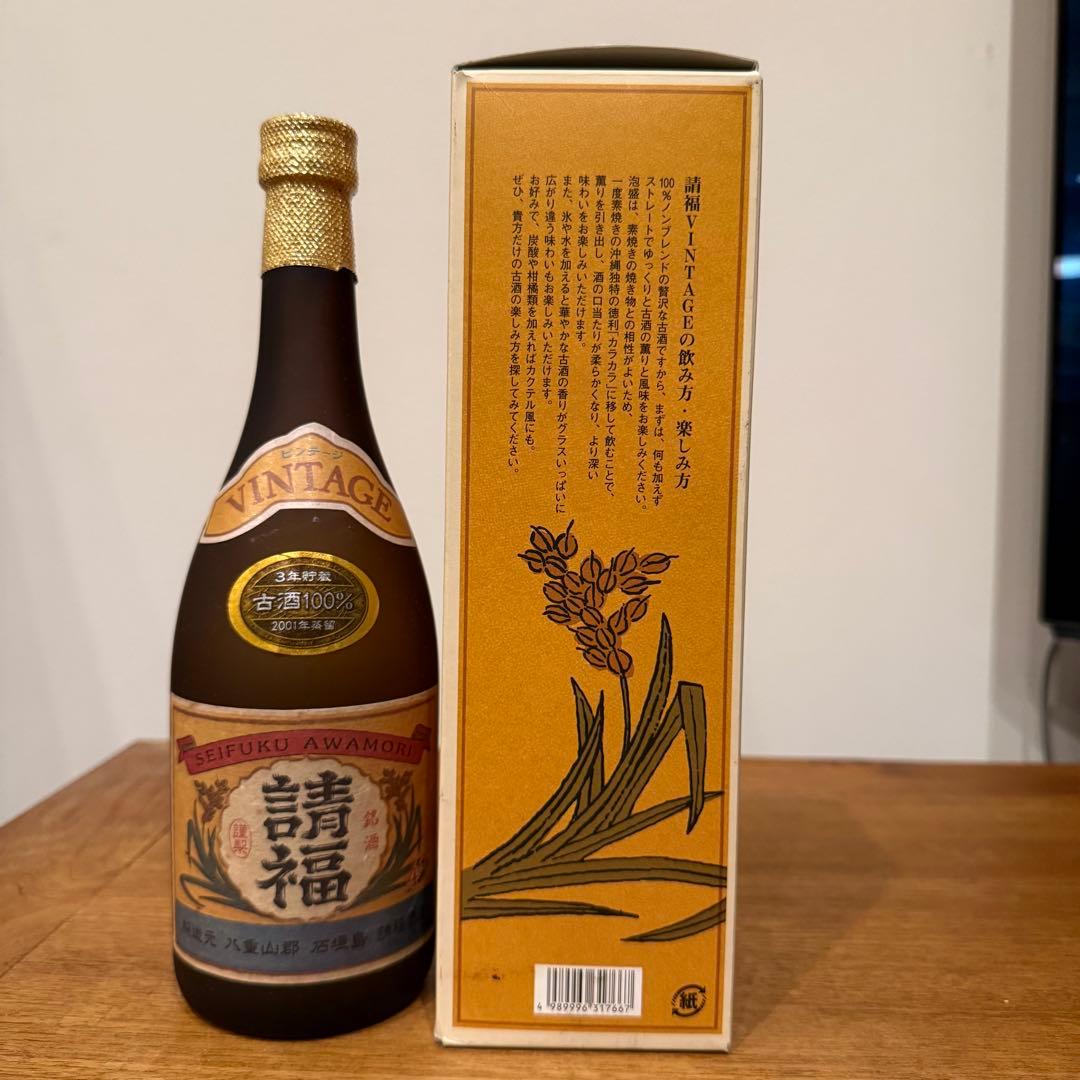 ビンテージ
VINTAGE
3年貯蔵
古酒100%
2001年蒸留
SEIFUKU AWAMORI
請福
銘酒
謹製
醸造元 八重山郡 石垣島 請福
請福VINTAGEの飲み方・楽しみ方
100%ノンブレンドの贅沢な古酒ですから、まずは、何も加えず
ストレートでゆっくりと古酒の薫りと風味をお楽しみください。
泡盛は、素焼きの焼き物との相性がよいため、
一度素焼きの沖縄独特の徳利「カラカラ」に移して飲むことで、
薫りを引き出し、酒の口当たりが柔らかくなり、より深い
味わいをお楽しみいただけます。
また、氷や水を加えると華やかな古酒の香りがグラスいっぱいに
広がり違う味わいもお楽しみいただけます。
お好みで、炭酸や柑橘類を加えればカクテル風にも。
ぜひ、貴方だけの古酒の楽しみ方を探してみてください。
4 989996 317667
紙